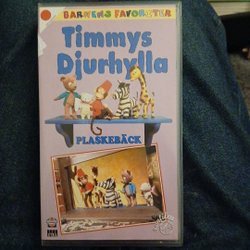 BARNENS FAVORITER
Timmys
Djurhylla
PLASKEBÄCK